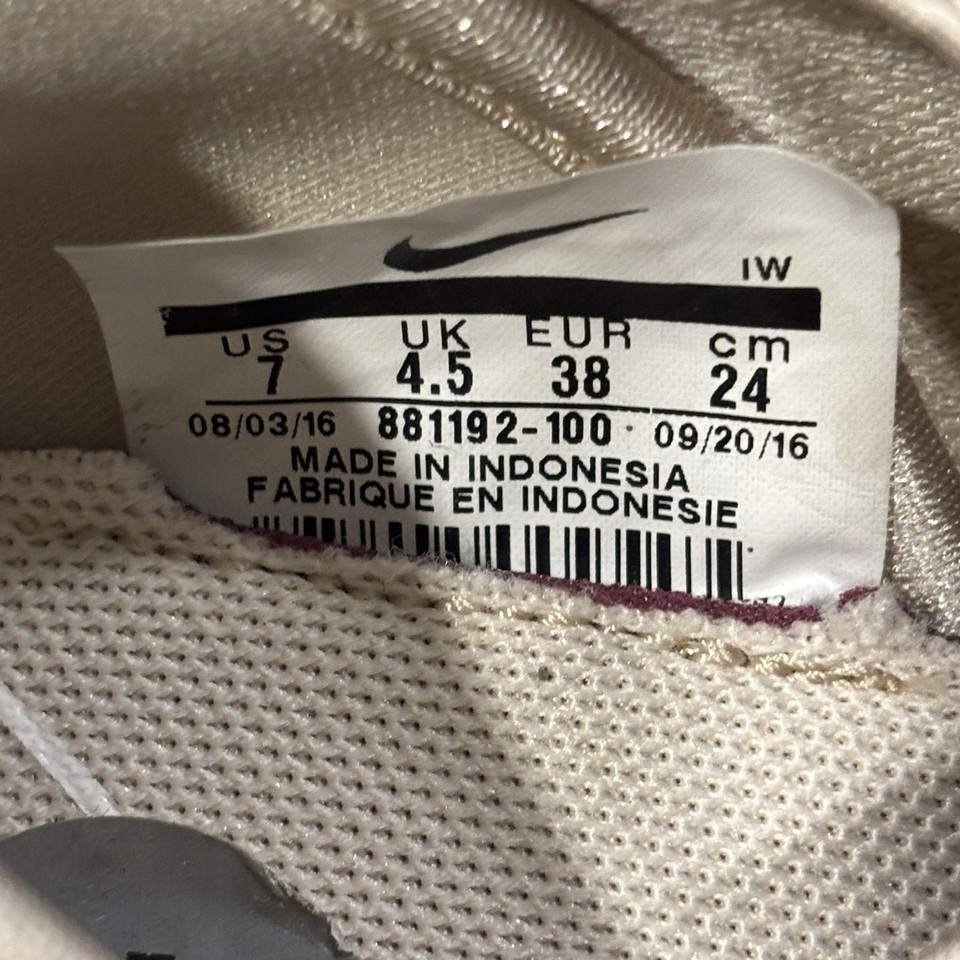 IW
US UK EUR cm
7 4.5 38 24
08/03/16 881192-100 09/20/16
MADE IN INDONESIA
FABRIQUE EN INDONESIE